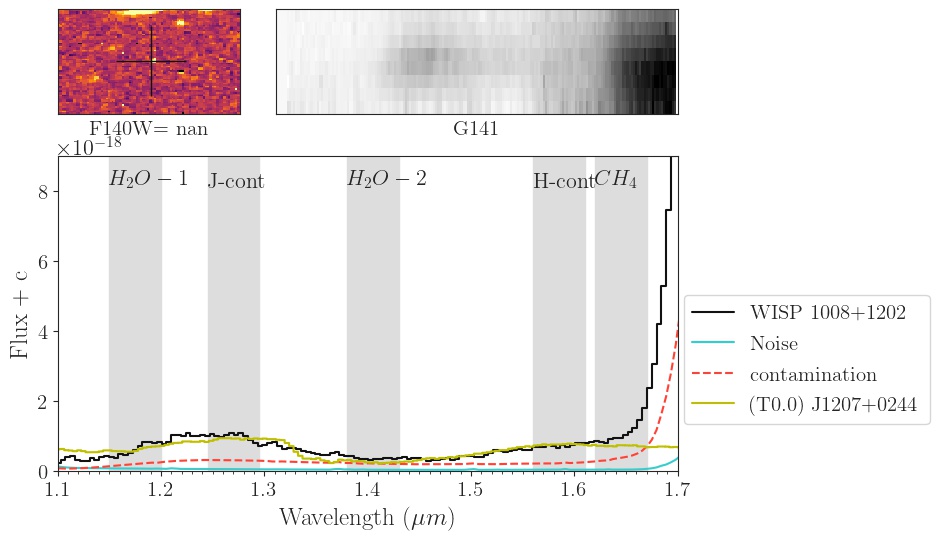 F140W= nan
G141
×10⁻¹⁸
H₂O − 1
J-cont
H₂O − 2
H-cont
CH₄
8
6
4
2
0
Flux + c
1.1
1.2
1.3
1.4
1.5
1.6
1.7
Wavelength (μm)
WISP 1008+1202
Noise
contamination
(T0.0) J1207+0244